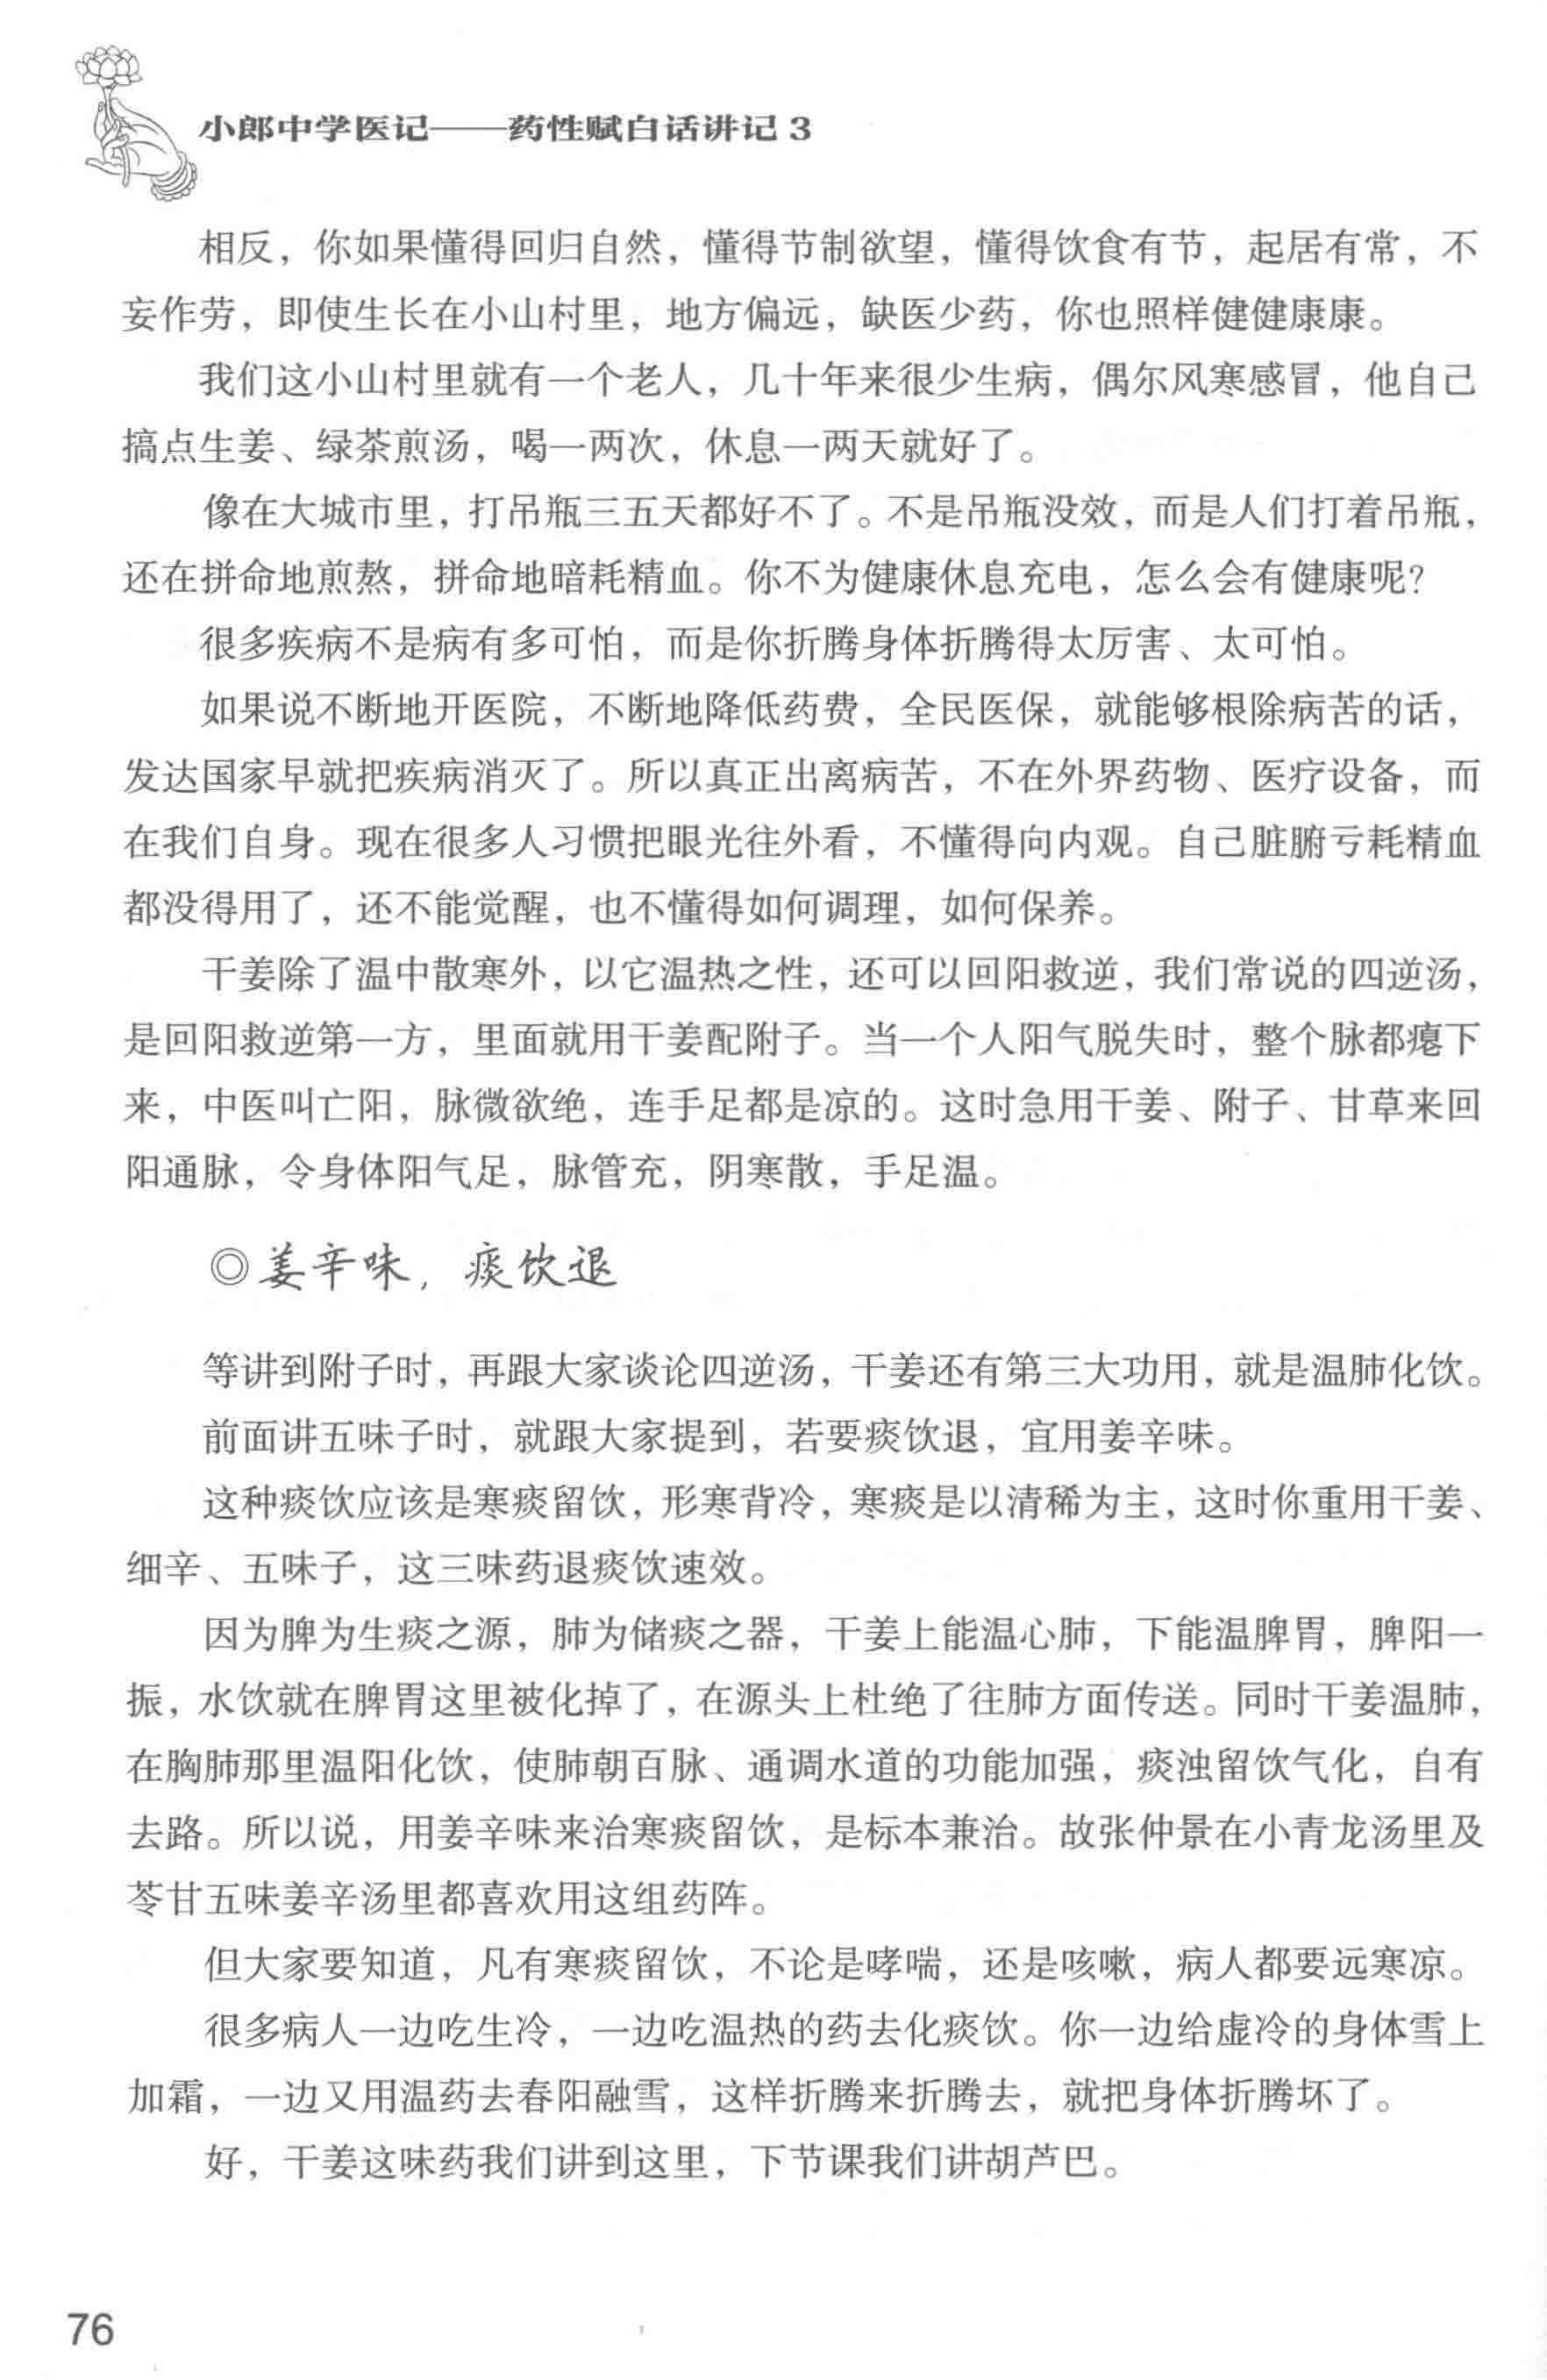 小郎中学医记——药性赋白话讲记3
相反，你如果懂得回归自然，懂得节制欲望，懂得饮食有节，起居有常，不
妄作劳，即使生长在小山村里，地方偏远，缺医少药，你也照样健健康康。
我们这小山村里就有一个老人，几十年来很少生病，偶尔风寒感冒，他自己
搞点生姜、绿茶煎汤，喝一两次，休息一两天就好了。
像在大城市里，打吊瓶三五天都好不了。不是吊瓶没效，而是人们打着吊瓶，
还在拼命地煎熬，拼命地暗耗精血。你不为健康休息充电，怎么会有健康呢？
很多疾病不是病有多可怕，而是你折腾身体折腾得太厉害、太可怕。
如果说不断地开医院，不断地降低药费，全民医保，就能够根除病苦的话，
发达国家早就把疾病消灭了。所以真正出离病苦，不在外界药物、医疗设备，而
在我们自身。现在很多人习惯把眼光往外看，不懂得向内观。自己脏腑亏耗精血
都没得用了，还不能觉醒，也不懂得如何调理，如何保养。
干姜除了温中散寒外，以它温热之性，还可以回阳救逆，我们常说的四逆汤，
是回阳救逆第一方，里面就用干姜配附子。当一个人阳气脱失时，整个脉都瘪下
来，中医叫亡阳，脉微欲绝，连手足都是凉的。这时急用干姜、附子、甘草来回
阳通脉，令身体阳气足，脉管充，阴寒散，手足温。
◎姜辛味，痰饮退
等讲到附子时，再跟大家谈论四逆汤，干姜还有第三大功用，就是温肺化饮。
前面讲五味子时，就跟大家提到，若要痰饮退，宜用姜辛味。
这种痰饮应该是寒痰留饮，形寒背冷，寒痰是以清稀为主，这时你重用干姜、
细辛、五味子，这三味药退痰饮速效。
因为脾为生痰之源，肺为储痰之器，干姜上能温心肺，下能温脾胃，脾阳一
振，水饮就在脾胃这里被化掉了，在源头上杜绝了往肺方面传送。同时干姜温肺，
在胸肺那里温阳化饮，使肺朝百脉、通调水道的功能加强，痰浊留饮气化，自有
去路。所以说，用姜辛味来治寒痰留饮，是标本兼治。故张仲景在小青龙汤里及
苓甘五味姜辛汤里都喜欢用这组药阵。
但大家要知道，凡有寒痰留饮，不论是哮喘，还是咳嗽，病人都要远寒凉。
很多病人一边吃生冷，一边吃温热的药去化痰饮。你一边给虚冷的身体雪上
加霜，一边又用温药去春阳融雪，这样折腾来折腾去，就把身体折腾坏了。
好，干姜这味药我们讲到这里，下节课我们讲胡芦巴。
76